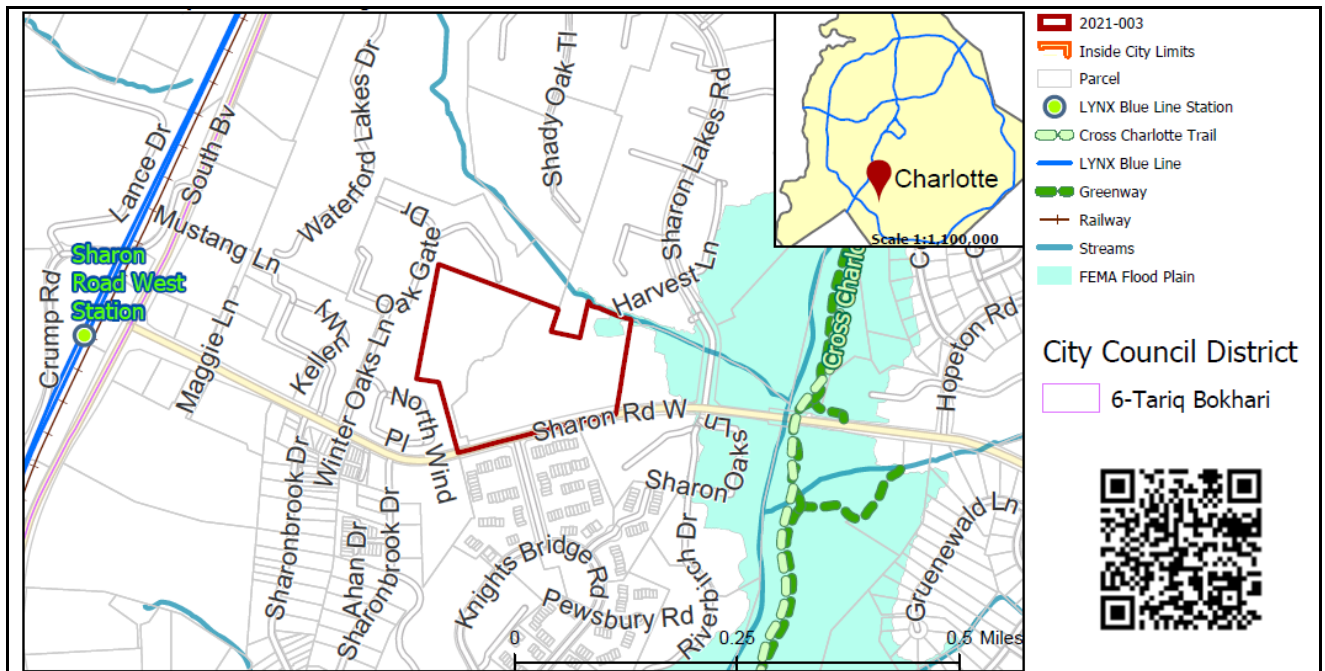 Lance Dr
South Bv
Mustang Ln
Waterford Lakes Dr
Shady Oak Tl
Sharon Lakes Rd
Charlotte
Scale 1:1,100,000
Sharon
Road West
Station
Crump Rd
Maggie Ln
Kellen
Wy
Oak Gate
Dr
Winter Oaks Ln
North Wind
Pl
Harvest Ln
Sharon Rd W
Cross Charlo
Hopeton Rd
Co
G
Sharonbrook Dr
Ahan Dr
Sharonbrook Dr
Knights Bridge Rd
Pewsbury Rd
Sharon Oaks
Ln
Riverbirch Dr
Gruenewald Ln
0
0.25
0.5 Miles
2021-003
Inside City Limits
Parcel
LYNX Blue Line Station
Cross Charlotte Trail
LYNX Blue Line
Greenway
Railway
Streams
FEMA Flood Plain
City Council District
6-Tariq Bokhari